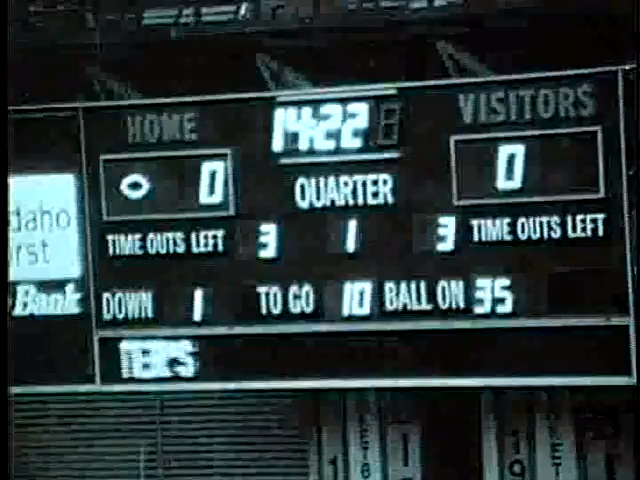 HOME 14:22 VISITORS
0 QUARTER 0
TIME OUTS LEFT 3 1 3 TIME OUTS LEFT
DOWN 1 TO GO 10 BALL ON 35
daho
rst
Bank